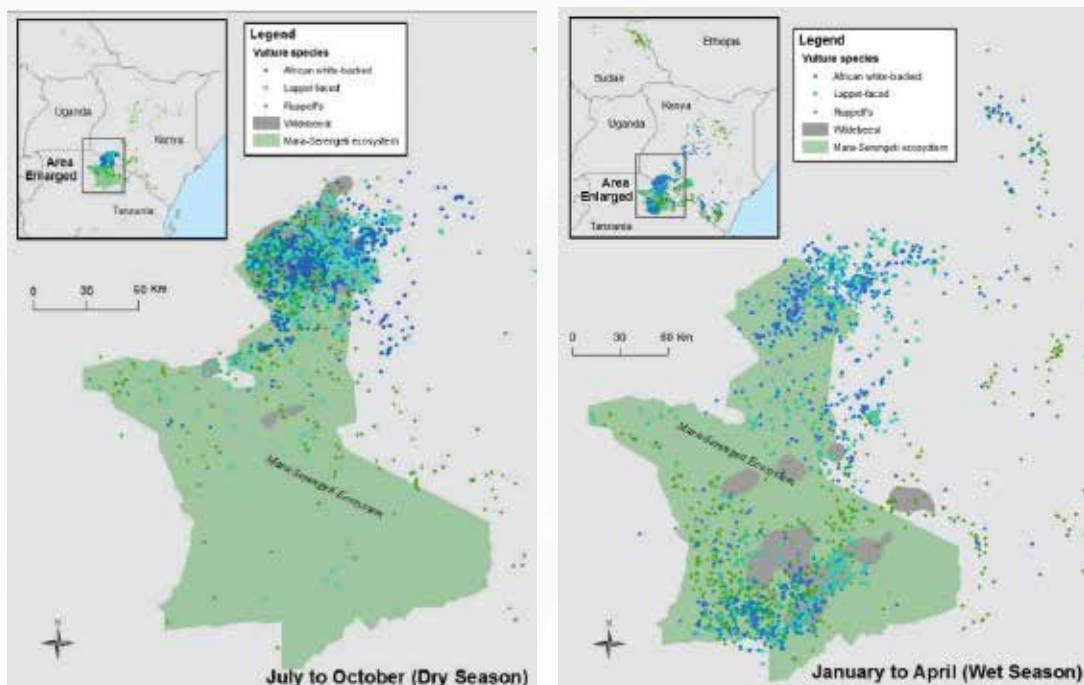 Legend
Vulture species
African white-backed
Lappet-faced
Ruppell's
Wildebeest
Mara-Serengeti ecosystem
Uganda
Kenya
Area
Enlarged
Tanzania
0 30 60 Km
Mara-Serengeti Ecosystem
N
July to October (Dry Season)
Legend
Vulture species
African white-backed
Lappet-faced
Ruppell's
Wildebeest
Mara-Serengeti ecosystem
Ethiopia
Sudan
Kenya
Uganda
Area
Enlarged
Tanzania
0 30 60 Km
Mara-Serengeti Ecosystem
N
January to April (Wet Season)